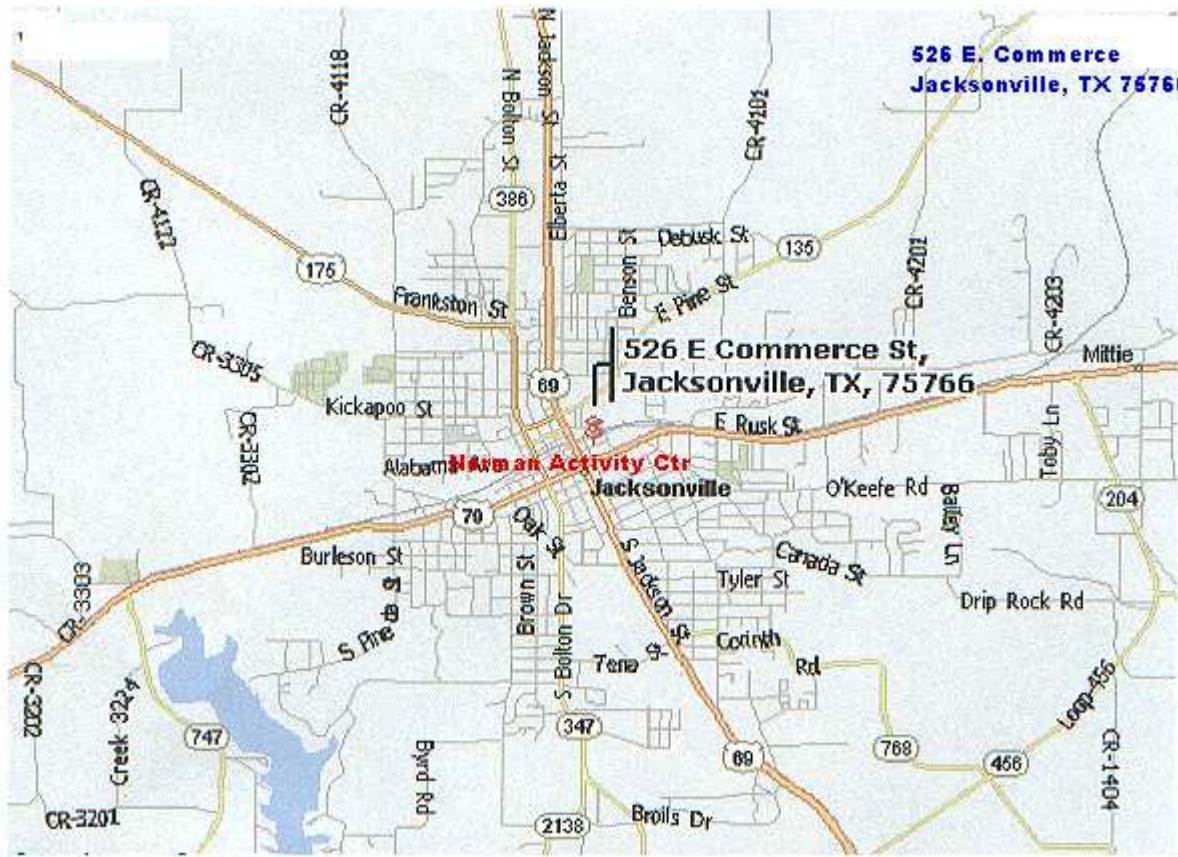 526 E. Commerce
Jacksonville, TX 75766
CR-4118
N Bolton St
N Jackson St
CR-4101
CR-4122
386
Elberta St
Debusk St
135
CR-4201
175
Benson St
Frankston St
E Pine St
CR-4203
CR-3305
526 E Commerce St,
Jacksonville, TX, 75766
Mittie
69
Kickapoo St
E Rusk St
CR-3302
Toby Ln
Alabama Ave
Norman Activity Ctr
Jacksonville
O'Keefe Rd
Bailey Ln
204
79
Oak St
Burleson St
Canada St
CR-3303
Brown St
S Jackson St
Tyler St
Drip Rock Rd
S Pineda St
S Bolton Dr
Tena St
Corinth
Rd
CR-3202
Creek 3224
747
Byrd Rd
347
69
768
Loop-456
456
CR-1404
CR-3201
2138
Broils Dr